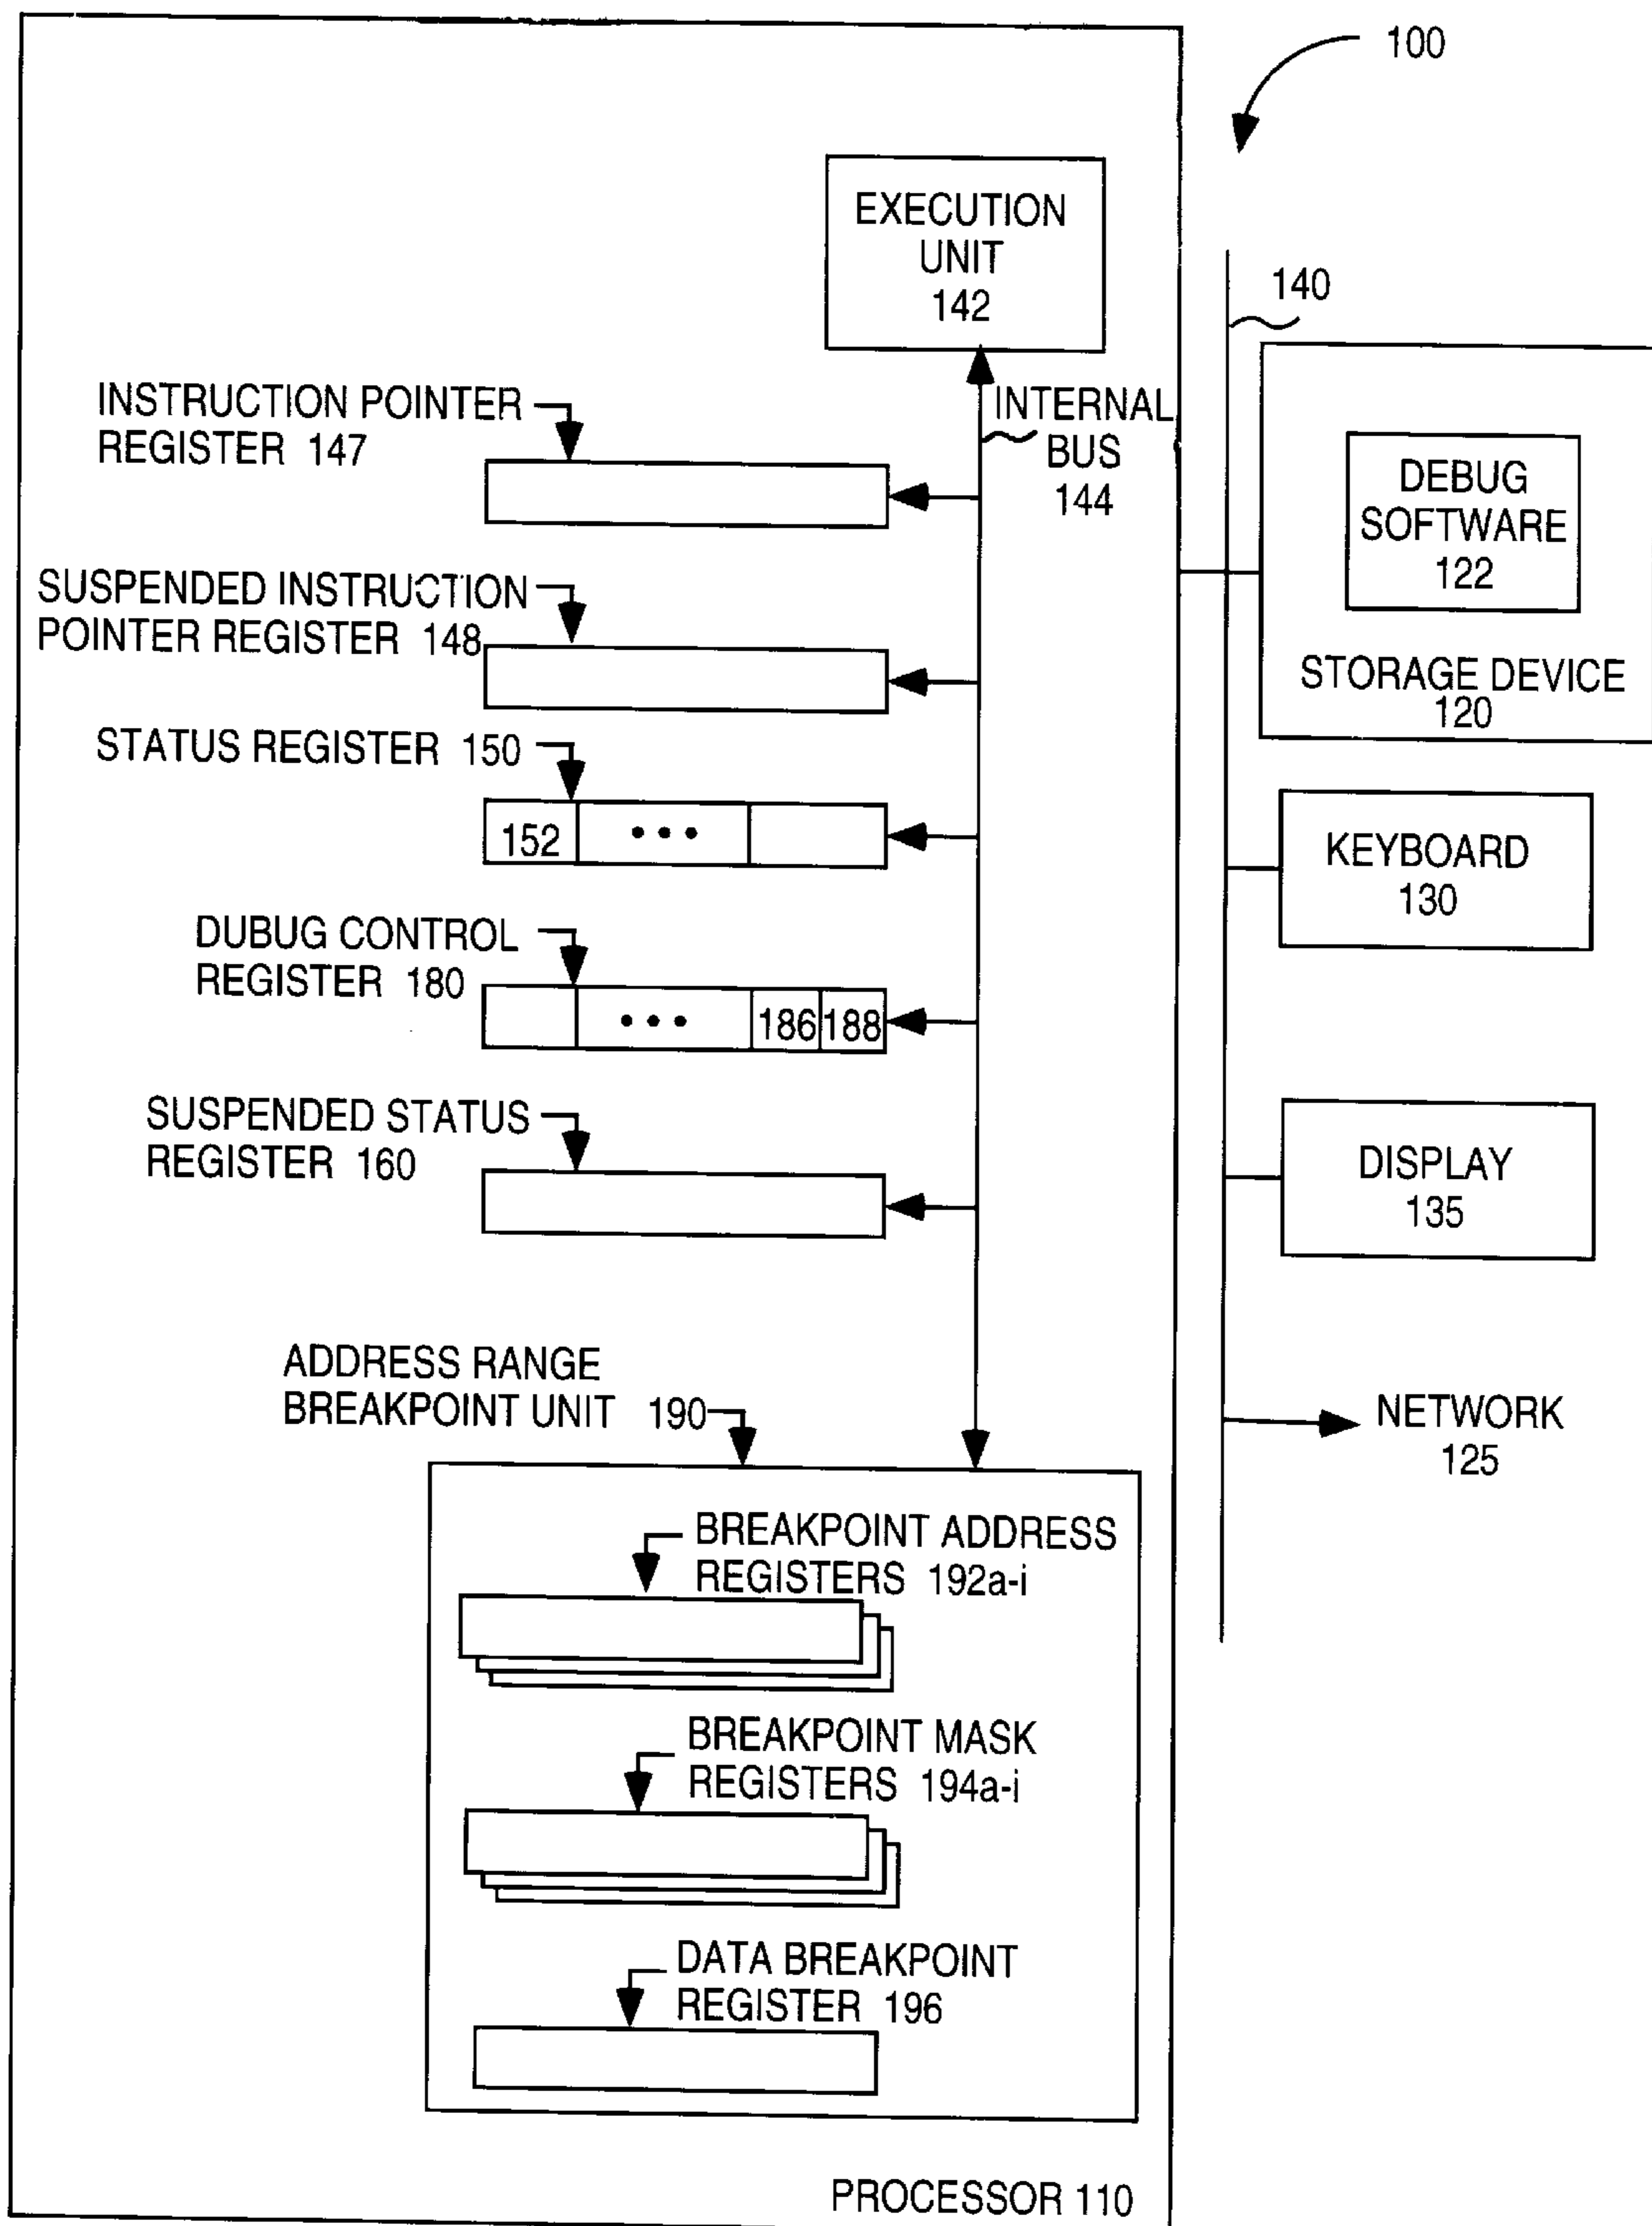 100
EXECUTION
UNIT
142
140
INSTRUCTION POINTER
REGISTER 147
INTERNAL
BUS
144
DEBUG
SOFTWARE
122
STORAGE DEVICE
120
SUSPENDED INSTRUCTION
POINTER REGISTER 148
STATUS REGISTER 150
152 • • •
KEYBOARD
130
DUBUG CONTROL
REGISTER 180
• • • 186 188
SUSPENDED STATUS
REGISTER 160
DISPLAY
135
ADDRESS RANGE
BREAKPOINT UNIT 190
NETWORK
125
BREAKPOINT ADDRESS
REGISTERS 192a-i
BREAKPOINT MASK
REGISTERS 194a-i
DATA BREAKPOINT
REGISTER 196
PROCESSOR 110